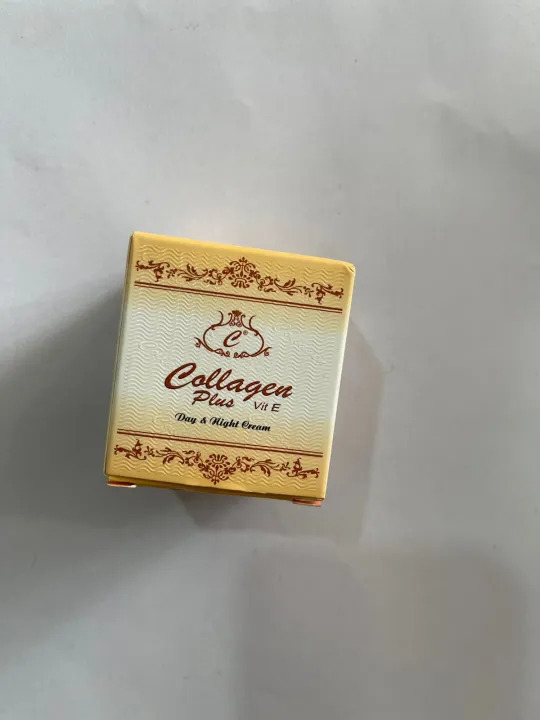 C®
Collagen
Plus Vit E
Day & Night Cream